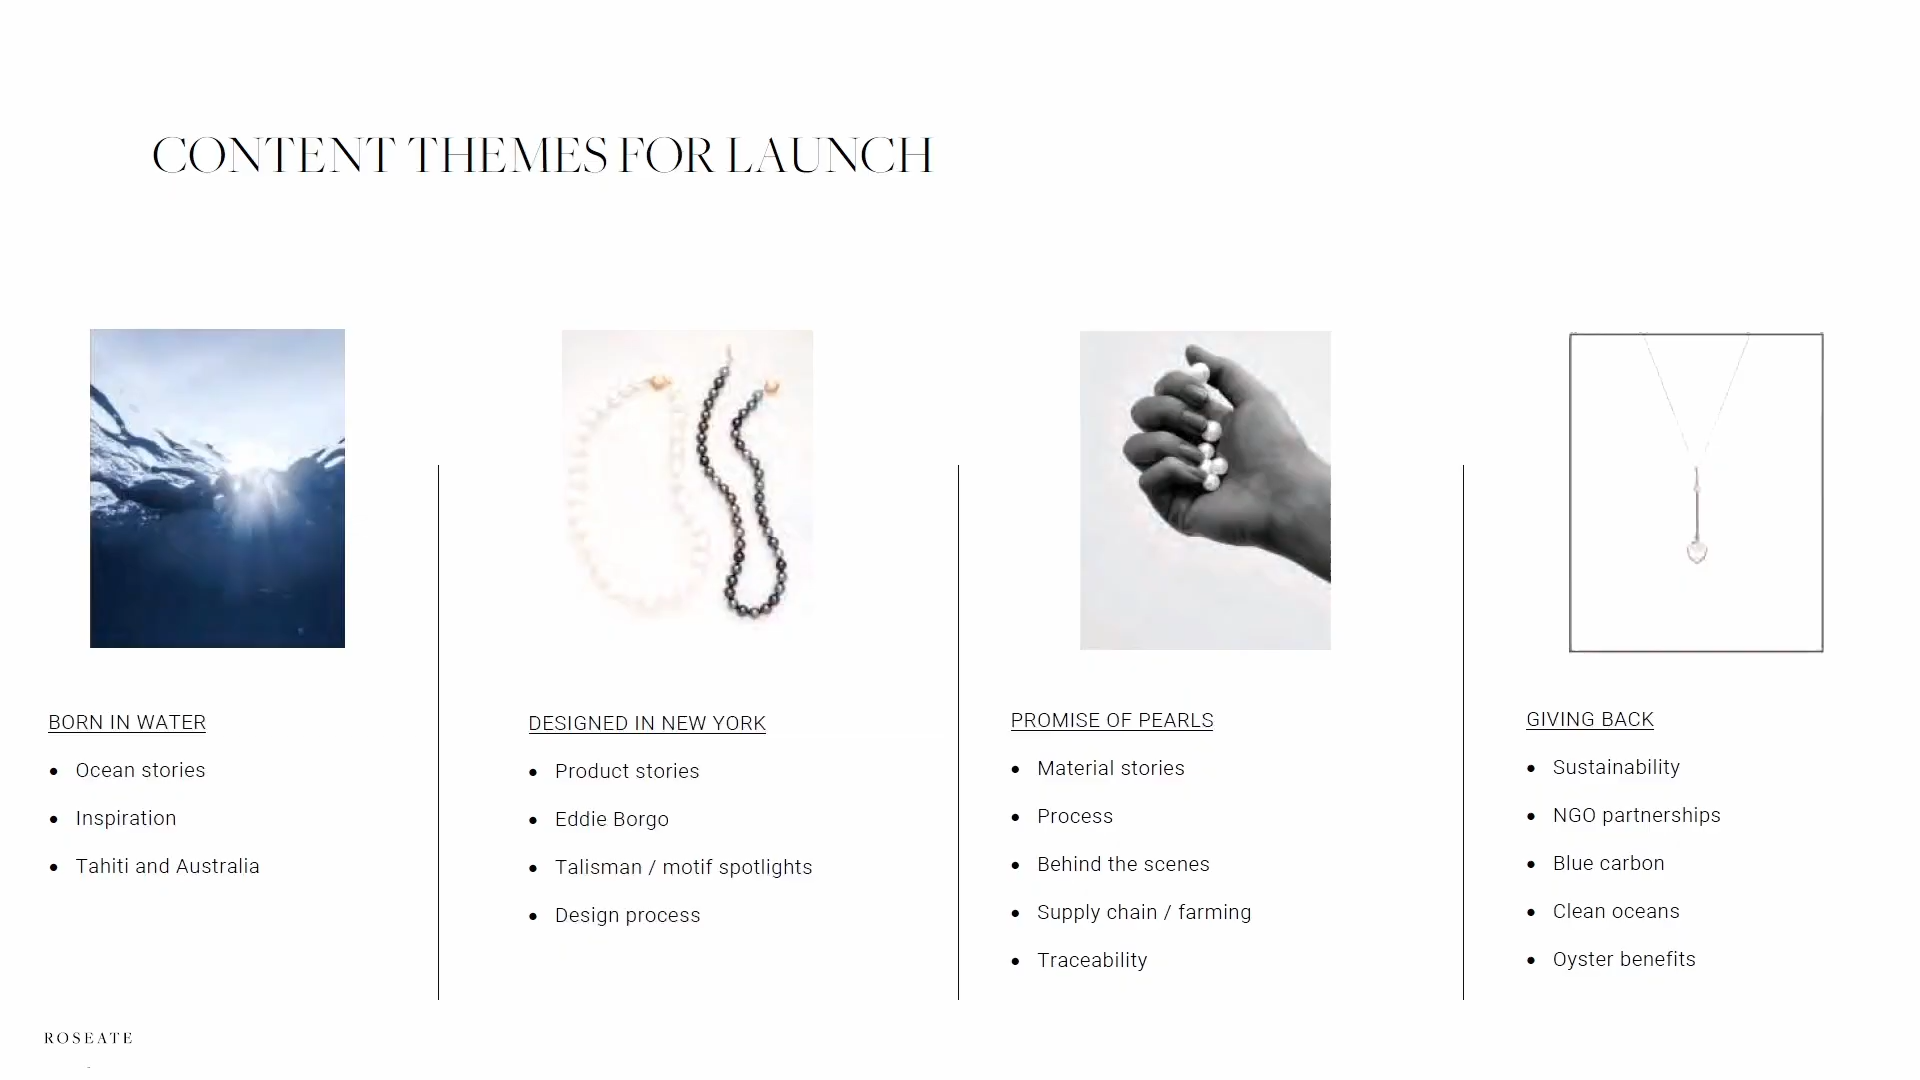 CONTENT THEMES FOR LAUNCH
BORN IN WATER
• Ocean stories
• Inspiration
• Tahiti and Australia
DESIGNED IN NEW YORK
• Product stories
• Eddie Borgo
• Talisman / motif spotlights
• Design process
PROMISE OF PEARLS
• Material stories
• Process
• Behind the scenes
• Supply chain / farming
• Traceability
GIVING BACK
• Sustainability
• NGO partnerships
• Blue carbon
• Clean oceans
• Oyster benefits
ROSEATE